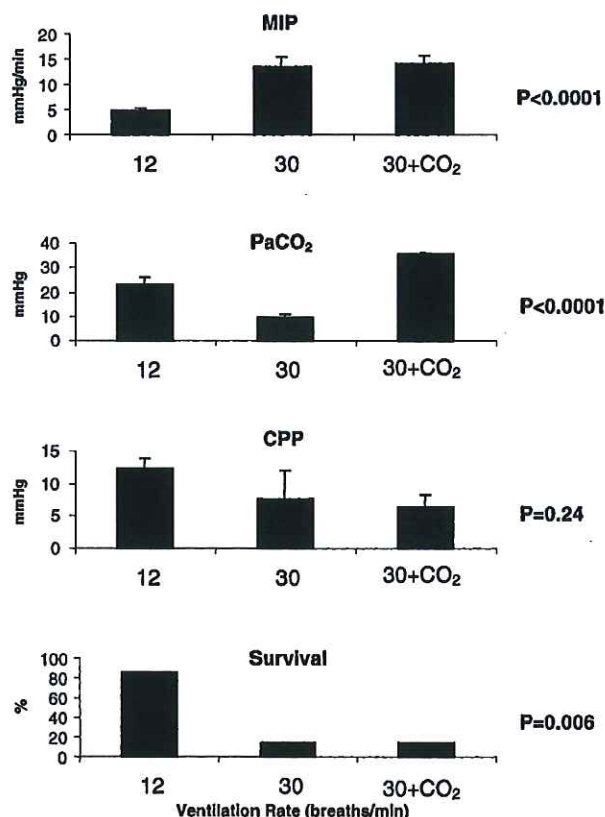 MIP
mmHg/min
20
15
10
5
0
12
30
30+CO₂
P<0.0001
PaCO₂
mmHg
40
30
20
10
0
12
30
30+CO₂
P<0.0001
CPP
mmHg
15
10
5
0
12
30
30+CO₂
P=0.24
Survival
%
100
80
60
40
20
0
12
30
30+CO₂
P=0.006
Ventilation Rate (breaths/min)